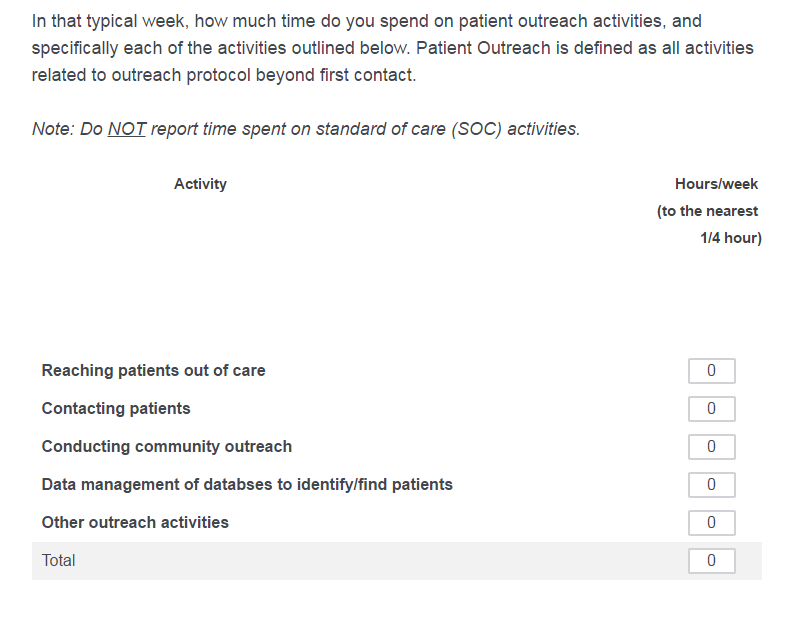 In that typical week, how much time do you spend on patient outreach activities, and
specifically each of the activities outlined below. Patient Outreach is defined as all activities
related to outreach protocol beyond first contact.
Note: Do NOT report time spent on standard of care (SOC) activities.
Activity Hours/week
(to the nearest
1/4 hour)
Reaching patients out of care 0
Contacting patients 0
Conducting community outreach 0
Data management of databses to identify/find patients 0
Other outreach activities 0
Total 0